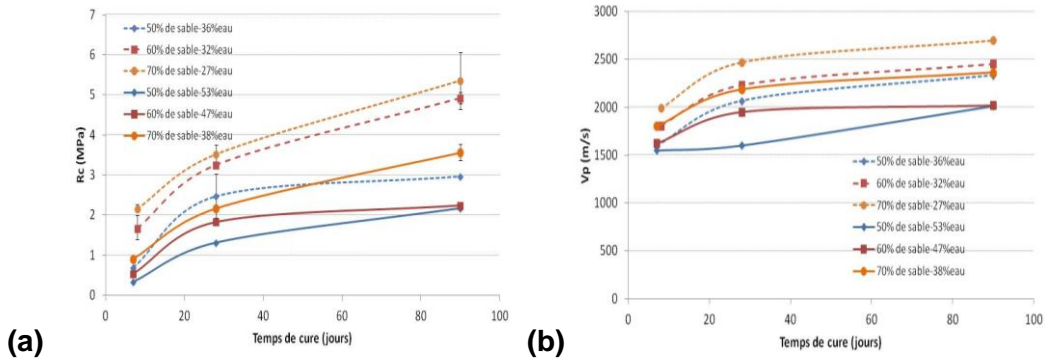 7
6
5
4
3
2
1
0
Rc (MPa)
50% de sable-36%eau
60% de sable-32%eau
70% de sable-27%eau
50% de sable-53%eau
60% de sable-47%eau
70% de sable-38%eau
0 20 40 60 80 100
Temps de cure (jours)
(a)
3000
2500
2000
1500
1000
500
0
Vp (m/s)
50% de sable-36%eau
60% de sable-32%eau
70% de sable-27%eau
50% de sable-53%eau
60% de sable-47%eau
70% de sable-38%eau
0 20 40 60 80 100
Temps de cure (jours)
(b)